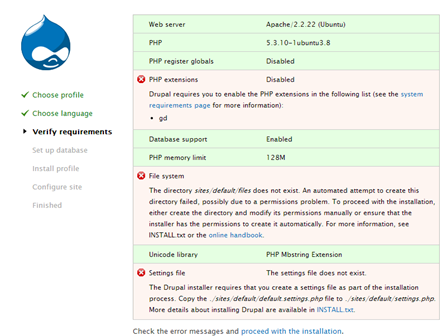 Choose profile
Choose language
Verify requirements
Set up database
Install profile
Configure site
Finished
Web server Apache/2.2.22 (Ubuntu)
PHP 5.3.10-1ubuntu3.8
PHP register globals Disabled
PHP extensions Disabled
Drupal requires you to enable the PHP extensions in the following list (see the system
requirements page for more information):
• gd
Database support Enabled
PHP memory limit 128M
File system
The directory sites/default/files does not exist. An automated attempt to create this
directory failed, possibly due to a permissions problem. To proceed with the installation,
either create the directory and modify its permissions manually or ensure that the
installer has the permissions to create it automatically. For more information, see
INSTALL.txt or the online handbook.
Unicode library PHP Mbstring Extension
Settings file The settings file does not exist.
The Drupal installer requires that you create a settings file as part of the installation
process. Copy the ./sites/default/default.settings.php file to ./sites/default/settings.php.
More details about installing Drupal are available in INSTALL.txt.
Check the error messages and proceed with the installation.